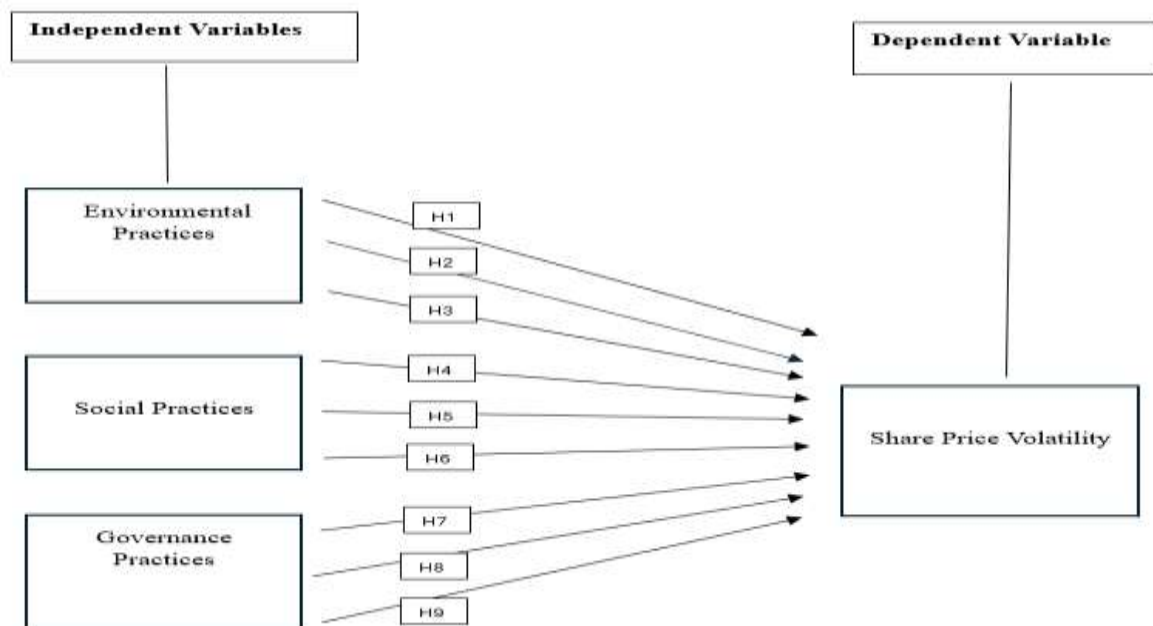 Independent Variables
Dependent Variable
Environmental
Practices
H1
H2
H3
Social Practices
H4
H5
H6
Share Price Volatility
Governance
Practices
H7
H8
H9